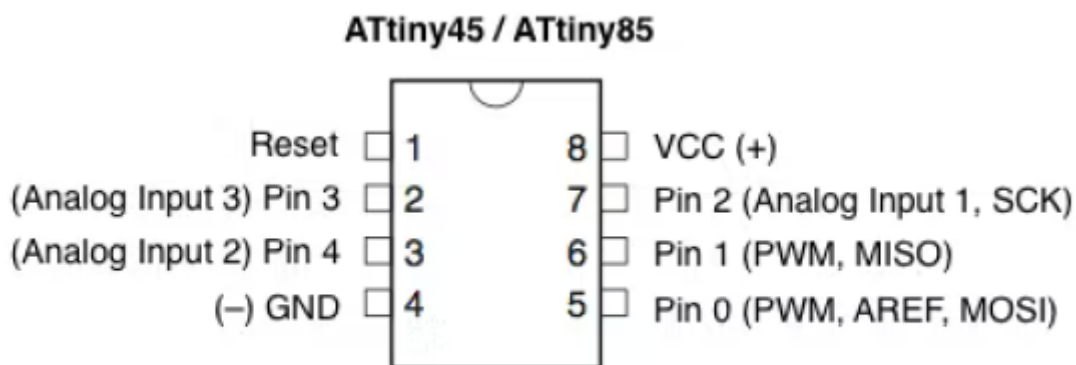 ATtiny45 / ATtiny85
Reset 1 8 VCC (+)
(Analog Input 3) Pin 3 2 7 Pin 2 (Analog Input 1, SCK)
(Analog Input 2) Pin 4 3 6 Pin 1 (PWM, MISO)
(–) GND 4 5 Pin 0 (PWM, AREF, MOSI)